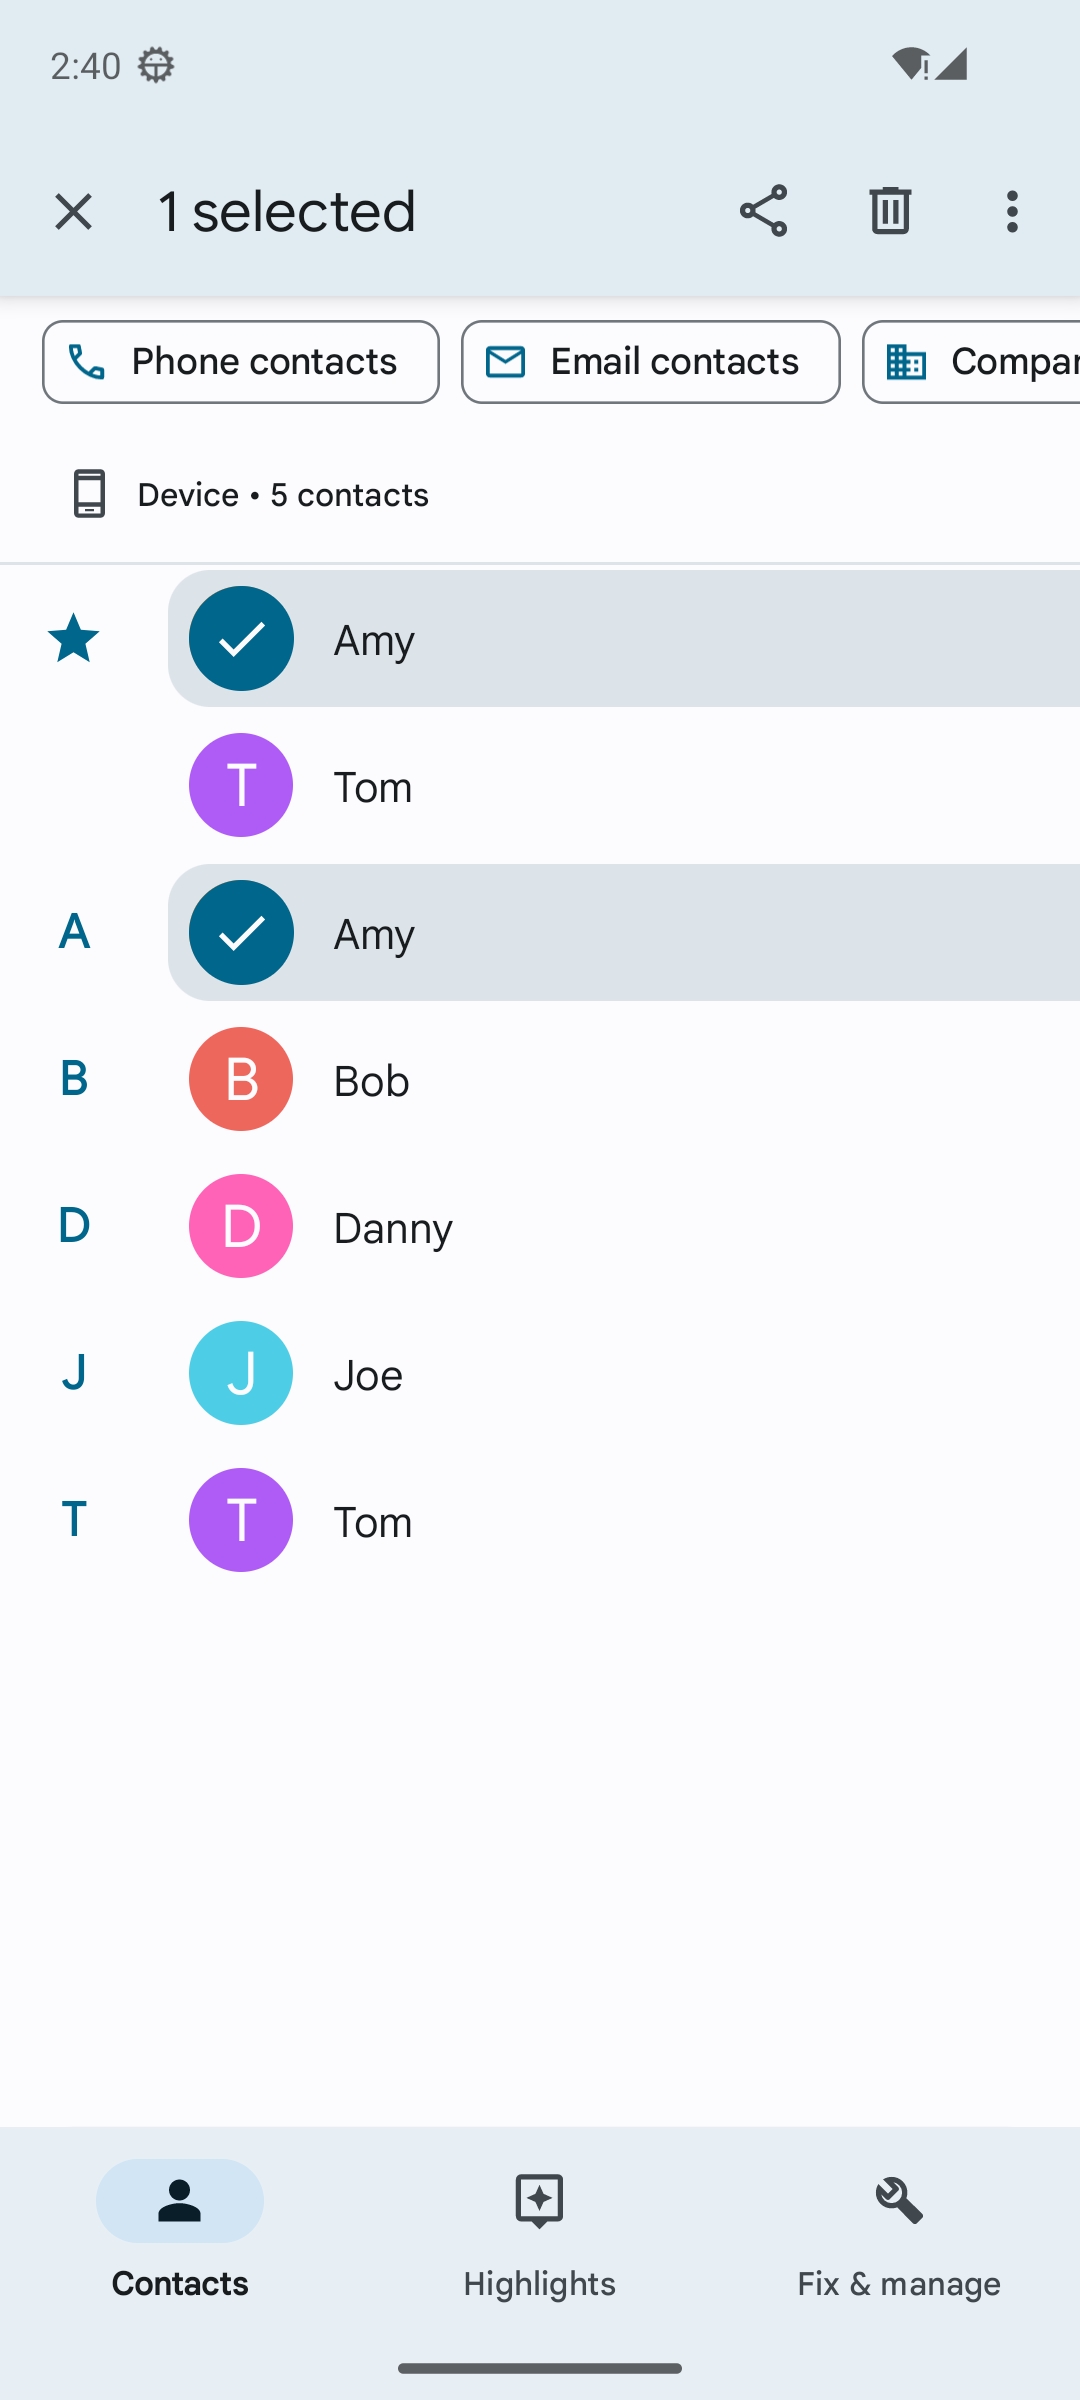 2:40
1 selected
Phone contacts
Email contacts
Compar
Device • 5 contacts
Amy
T
Tom
A
Amy
B
B
Bob
D
D
Danny
J
J
Joe
T
T
Tom
Contacts
Highlights
Fix & manage